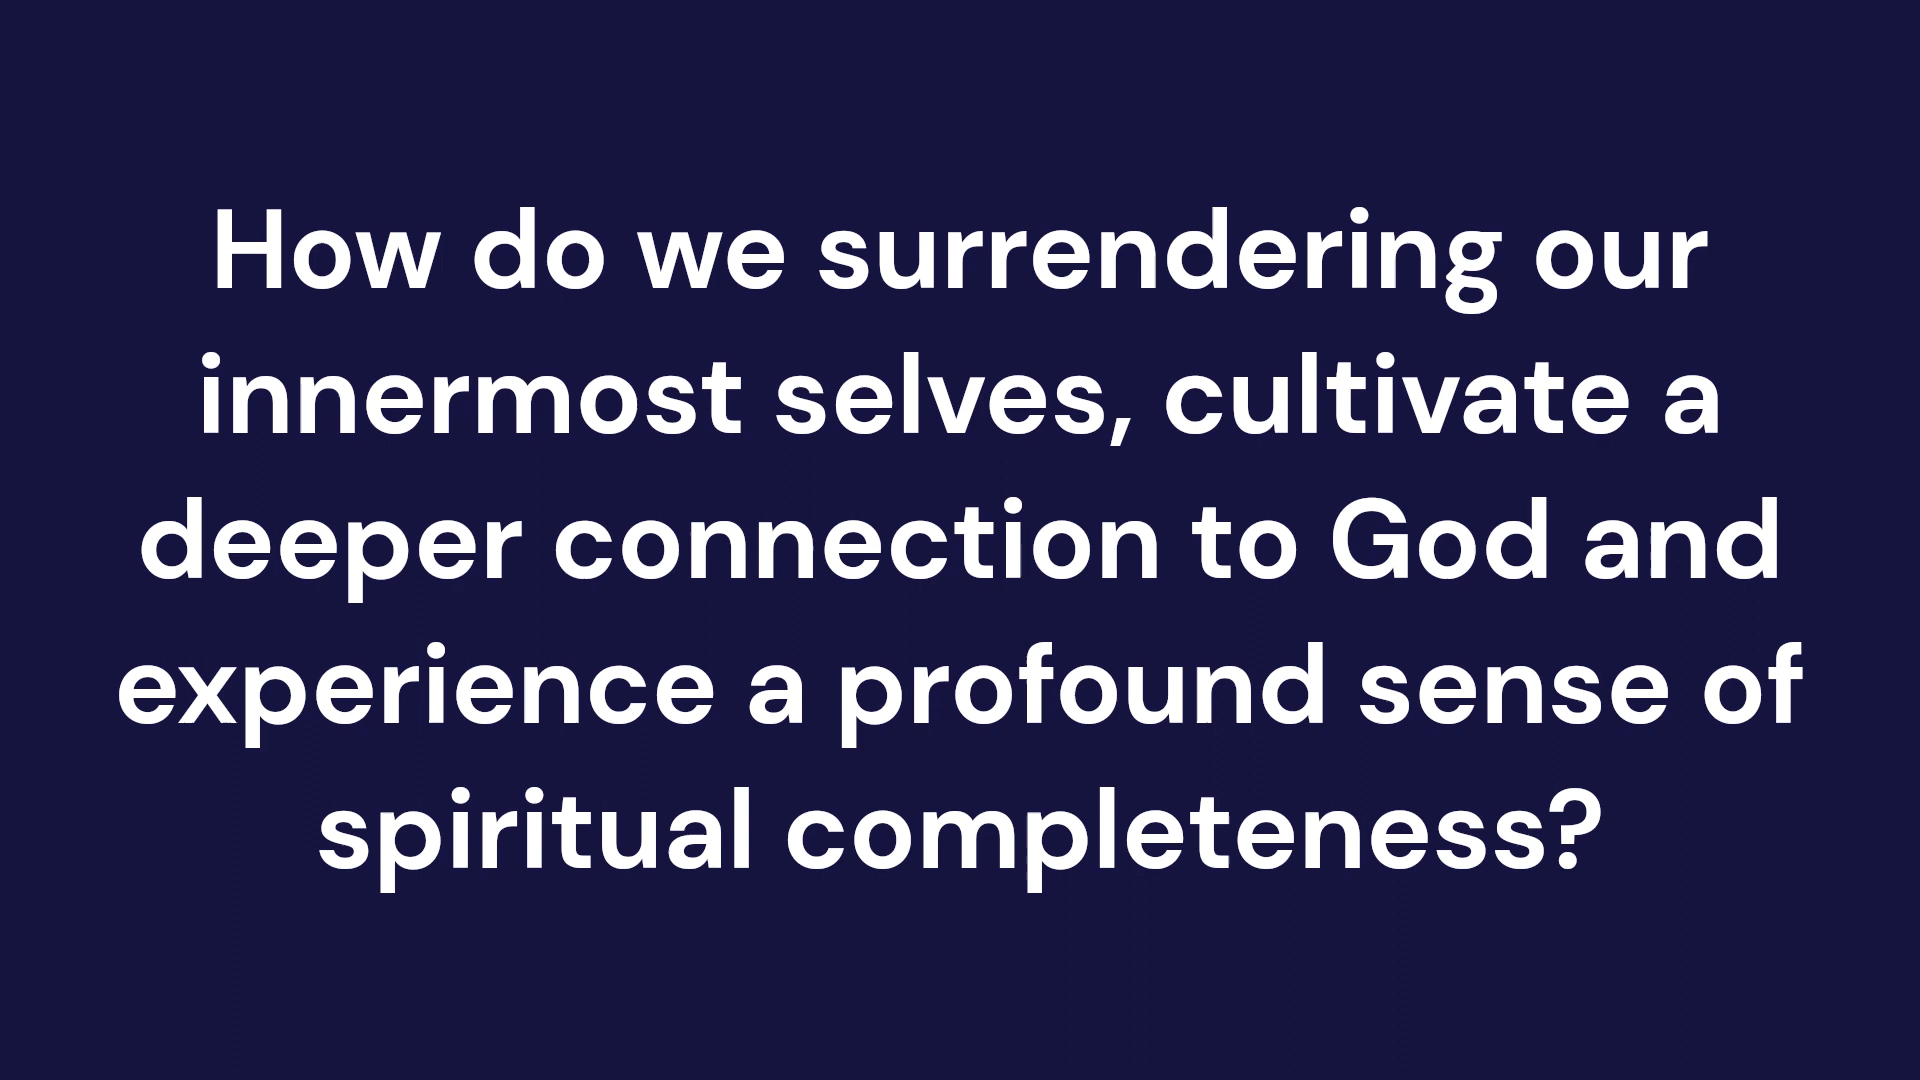 How do we surrendering our
innermost selves, cultivate a
deeper connection to God and
experience a profound sense of
spiritual completeness?